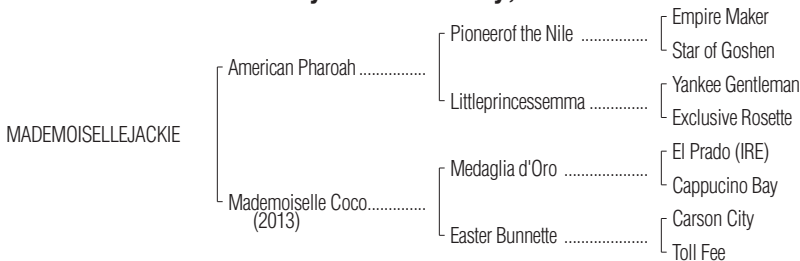 Empire Maker
Pioneerof the Nile ................
Star of Goshen
American Pharoah ................
Yankee Gentleman
Littleprincessemma ..............
Exclusive Rosette
MADEMOISELLEJACKIE
El Prado (IRE)
Medaglia d'Oro ....................
Cappucino Bay
Mademoiselle Coco..............
(2013)
Carson City
Easter Bunnette ....................
Toll Fee